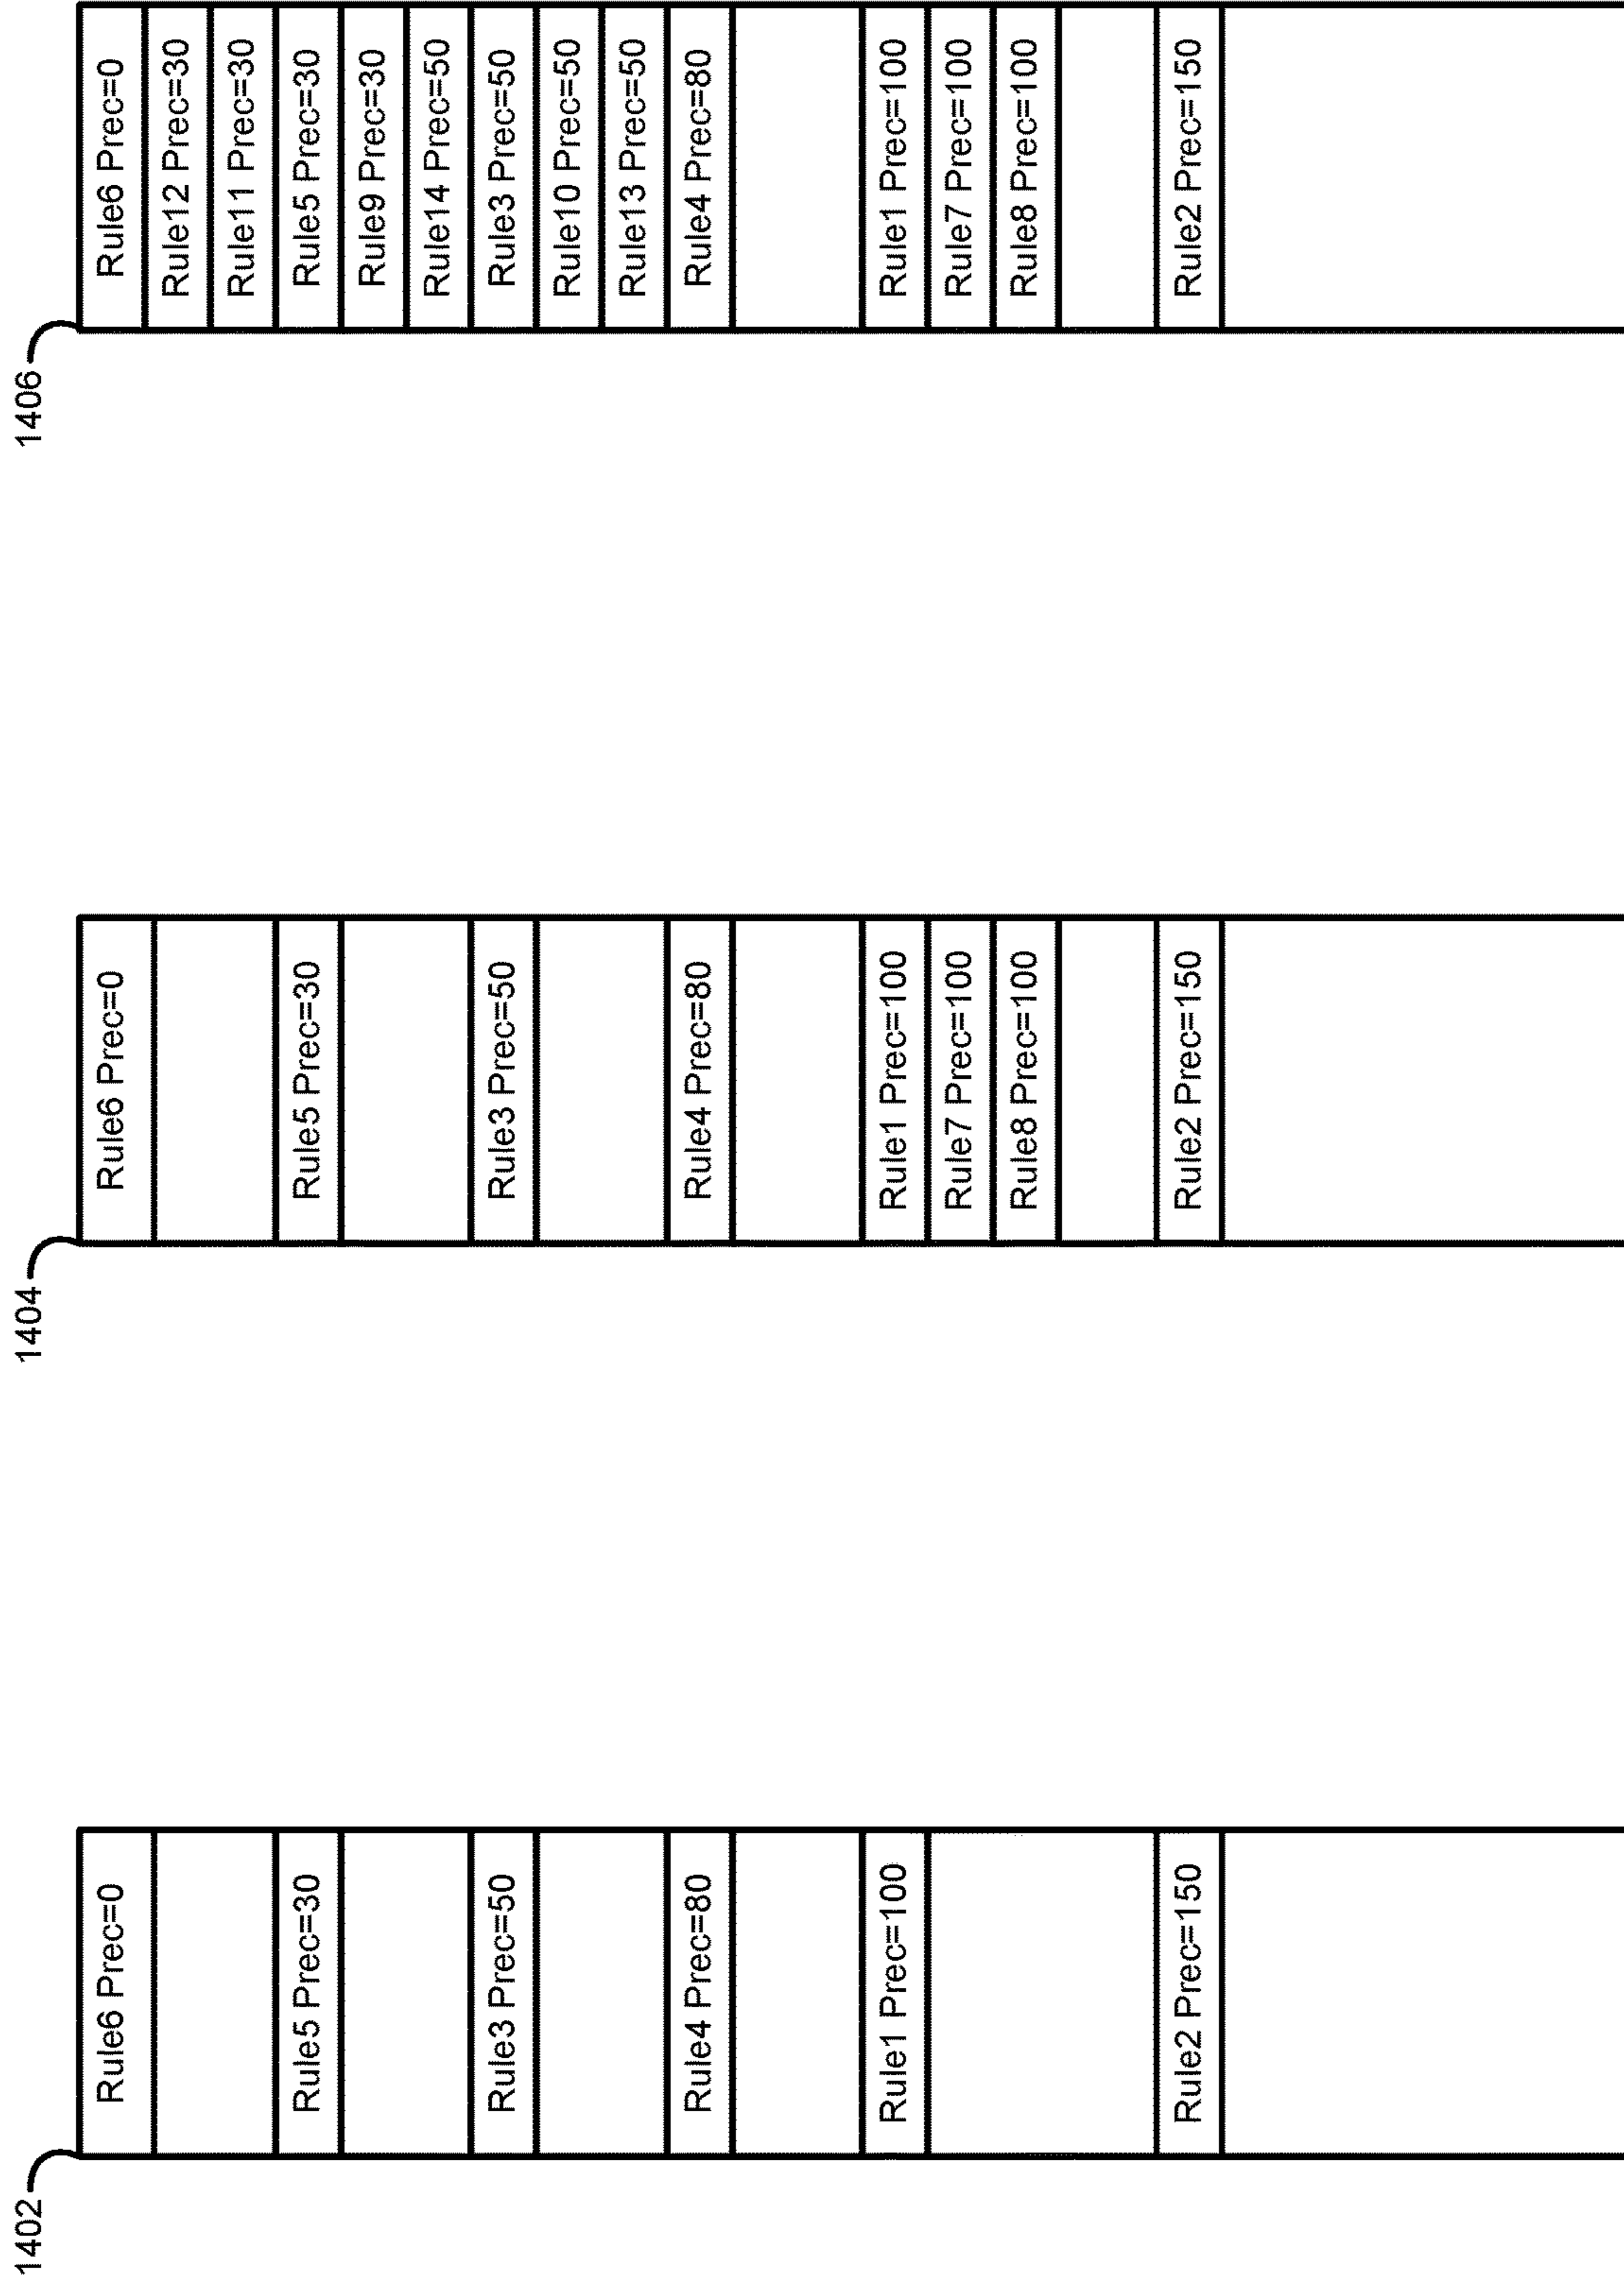 1402
Rule6 Prec=0
Rule5 Prec=30
Rule3 Prec=50
Rule4 Prec=80
Rule1 Prec=100
Rule2 Prec=150
1404
Rule6 Prec=0
Rule5 Prec=30
Rule3 Prec=50
Rule4 Prec=80
Rule1 Prec=100
Rule7 Prec=100
Rule8 Prec=100
Rule2 Prec=150
1406
Rule6 Prec=0
Rule12 Prec=30
Rule11 Prec=30
Rule5 Prec=30
Rule9 Prec=30
Rule14 Prec=50
Rule3 Prec=50
Rule10 Prec=50
Rule13 Prec=50
Rule4 Prec=80
Rule1 Prec=100
Rule7 Prec=100
Rule8 Prec=100
Rule2 Prec=150